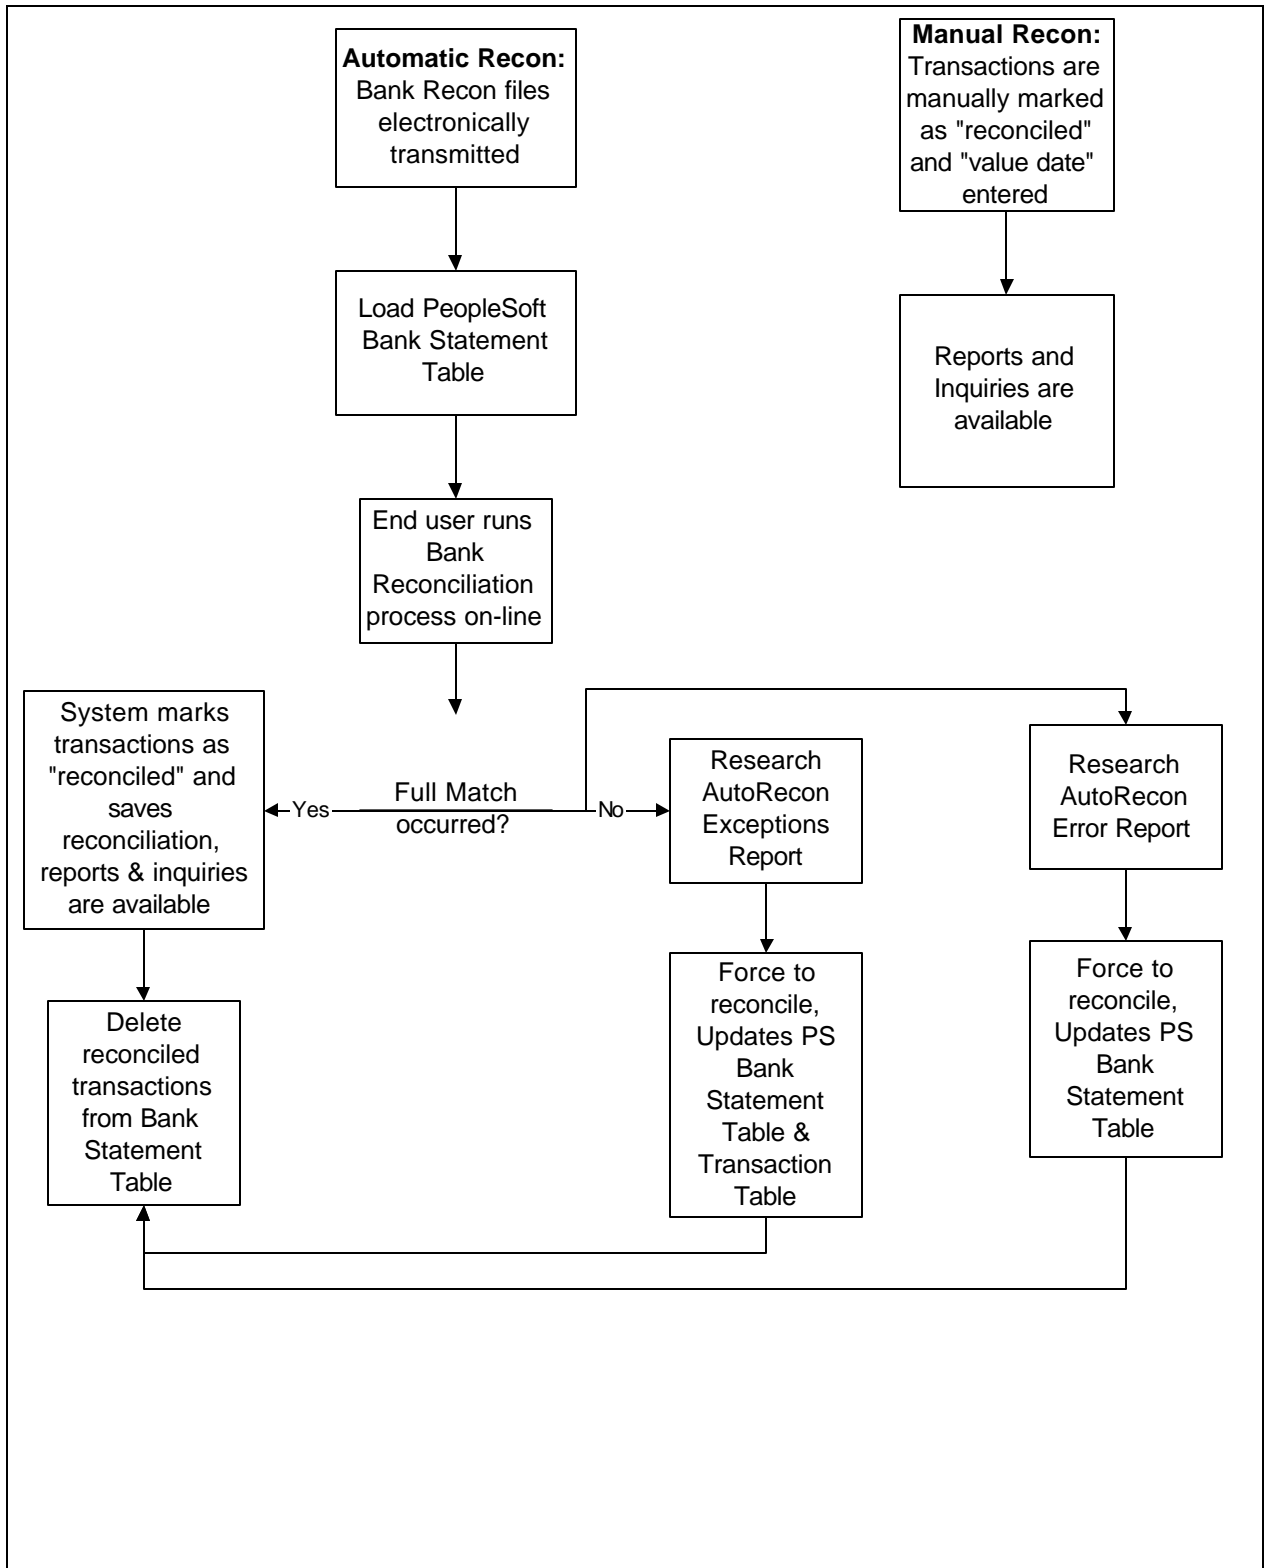 Automatic Recon:
Bank Recon files
electronically
transmitted
Manual Recon:
Transactions are
manually marked
as "reconciled"
and "value date"
entered
Load PeopleSoft
Bank Statement
Table
Reports and
Inquiries are
available
End user runs
Bank
Reconciliation
process on-line
System marks
transactions as
"reconciled" and
saves
reconciliation,
reports & inquiries
are available
Yes
Full Match
occurred?
No
Research
AutoRecon
Exceptions
Report
Research
AutoRecon
Error Report
Delete
reconciled
transactions
from Bank
Statement
Table
Force to
reconcile,
Updates PS
Bank
Statement
Table &
Transaction
Table
Force to
reconcile,
Updates PS
Bank
Statement
Table